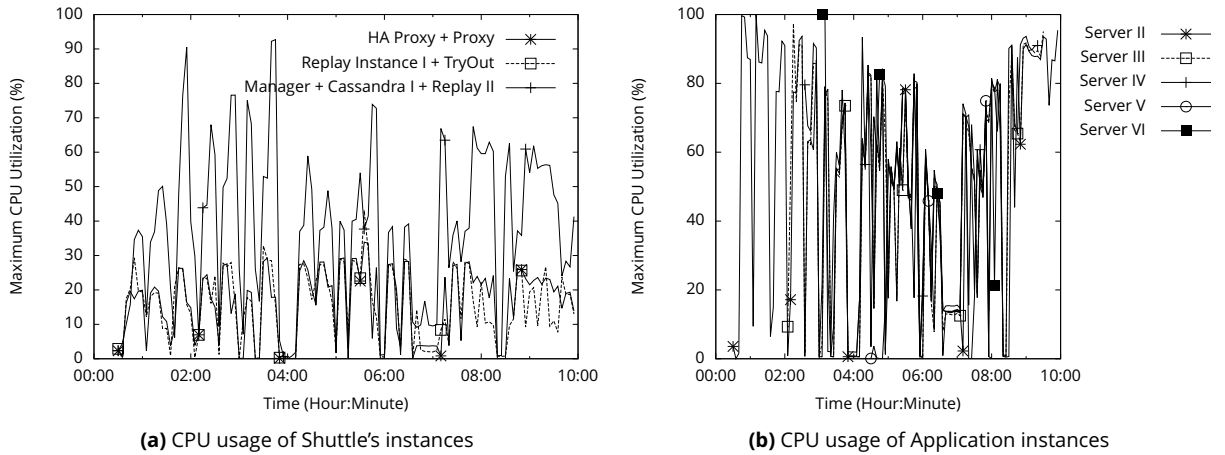 100
90
80
70
60
50
40
30
20
10
0
Maximum CPU Utilization (%)
HA Proxy + Proxy
Replay Instance I + TryOut
Manager + Cassandra I + Replay II
00:00 02:00 04:00 06:00 08:00 10:00
Time (Hour:Minute)
(a) CPU usage of Shuttle's instances
100
80
60
40
20
0
Maximum CPU Utilization (%)
Server II
Server III
Server IV
Server V
Server VI
00:00 02:00 04:00 06:00 08:00 10:00
Time (Hour:Minute)
(b) CPU usage of Application instances